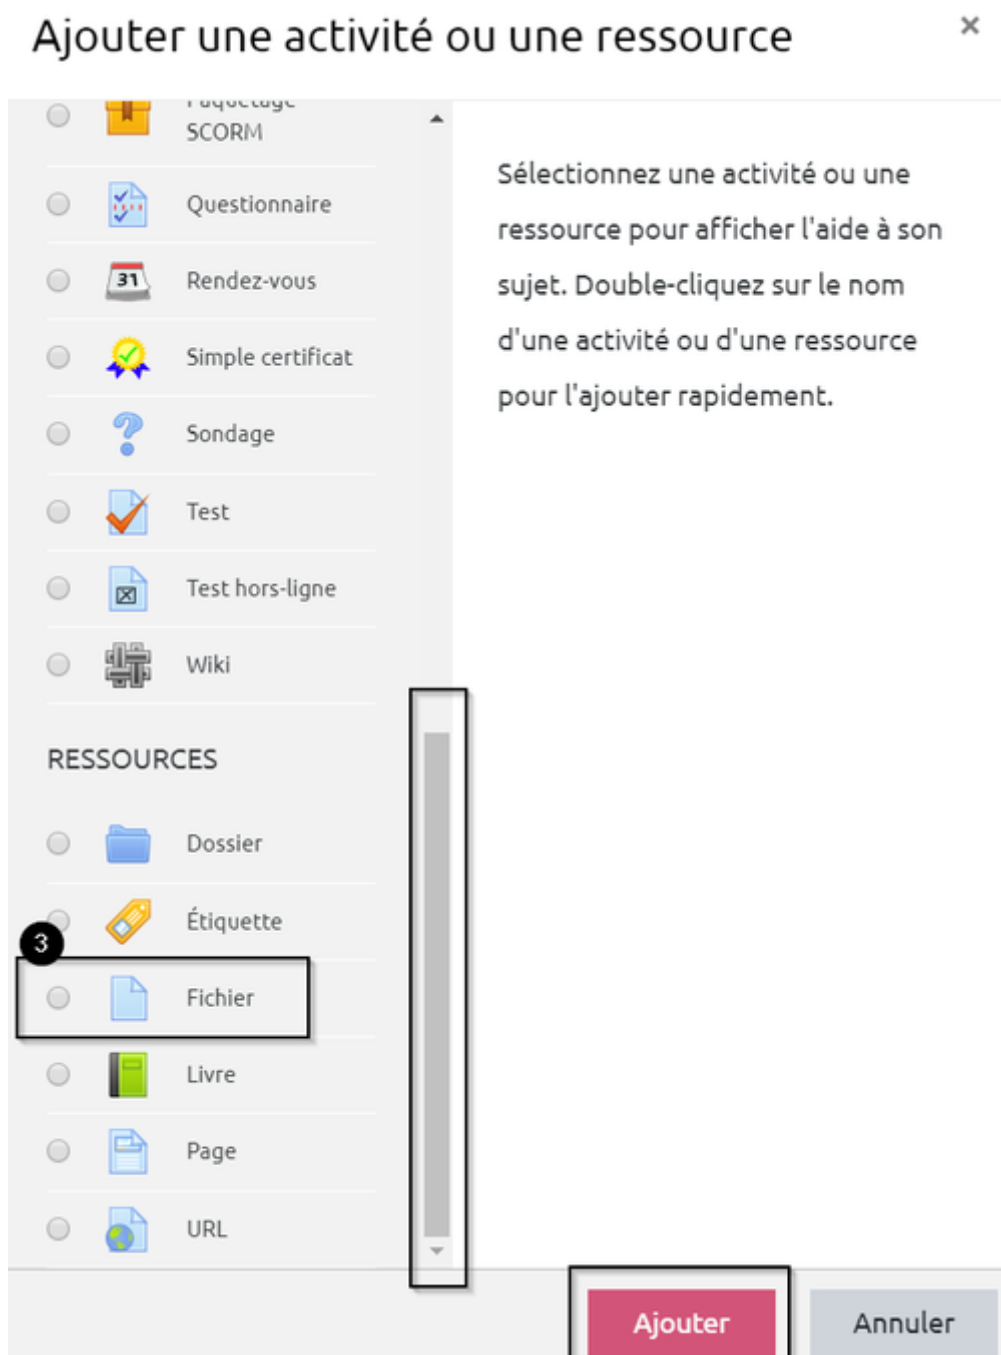 Ajouter une activité ou une ressource
×
Paquetage
SCORM
Questionnaire
31
Rendez-vous
Simple certificat
Sondage
Test
Test hors-ligne
Wiki
RESSOURCES
Dossier
Étiquette
3
Fichier
Livre
Page
URL
Sélectionnez une activité ou une
ressource pour afficher l'aide à son
sujet. Double-cliquez sur le nom
d'une activité ou d'une ressource
pour l'ajouter rapidement.
Ajouter
Annuler